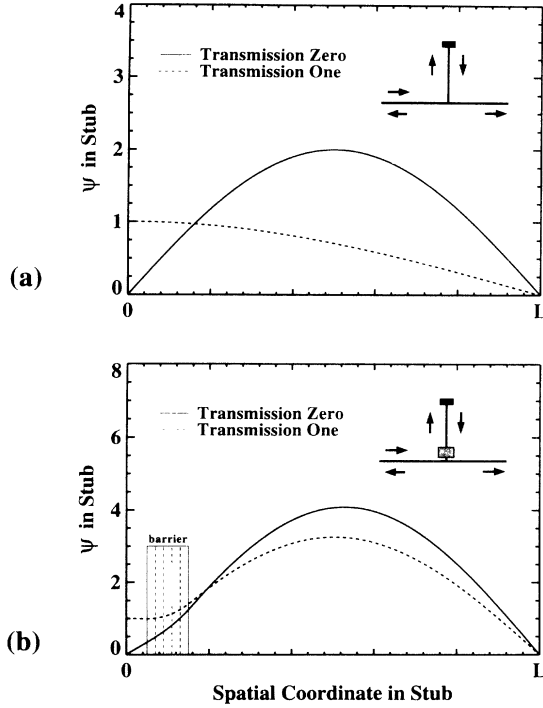 (a)
ψ in Stub
4
3
2
1
0
Transmission Zero
Transmission One
0
L
(b)
ψ in Stub
8
6
4
2
0
Transmission Zero
Transmission One
barrier
0
L
Spatial Coordinate in Stub